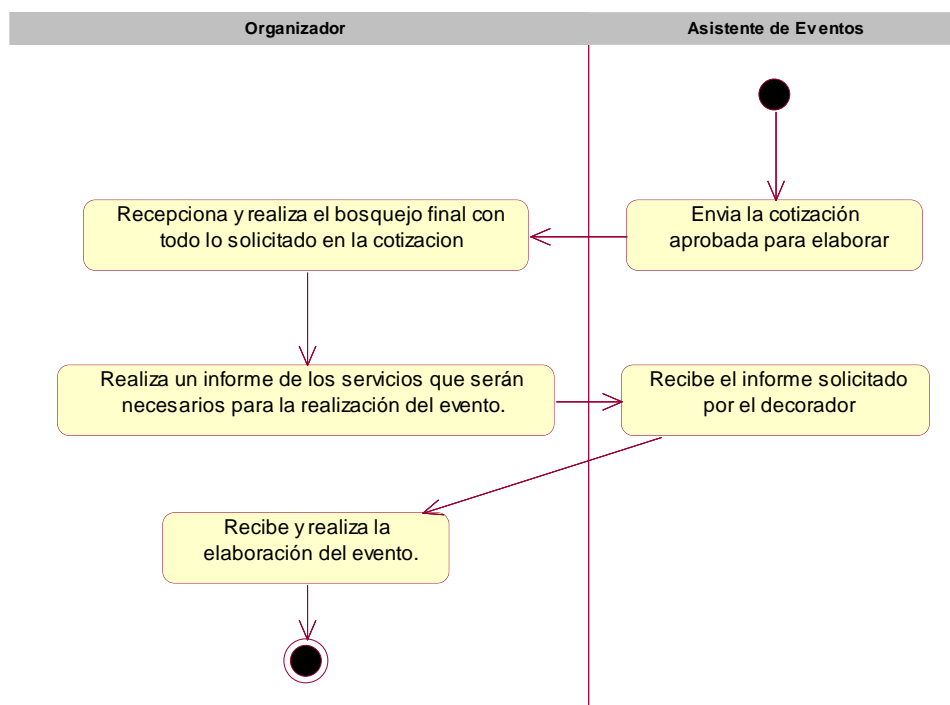 Organizador
Asistente de Eventos
Envia la cotización
aprobada para elaborar
Recepciona y realiza el bosquejo final con
todo lo solicitado en la cotizacion
Realiza un informe de los servicios que serán
necesarios para la realización del evento.
Recibe el informe solicitado
por el decorador
Recibe y realiza la
elaboración del evento.